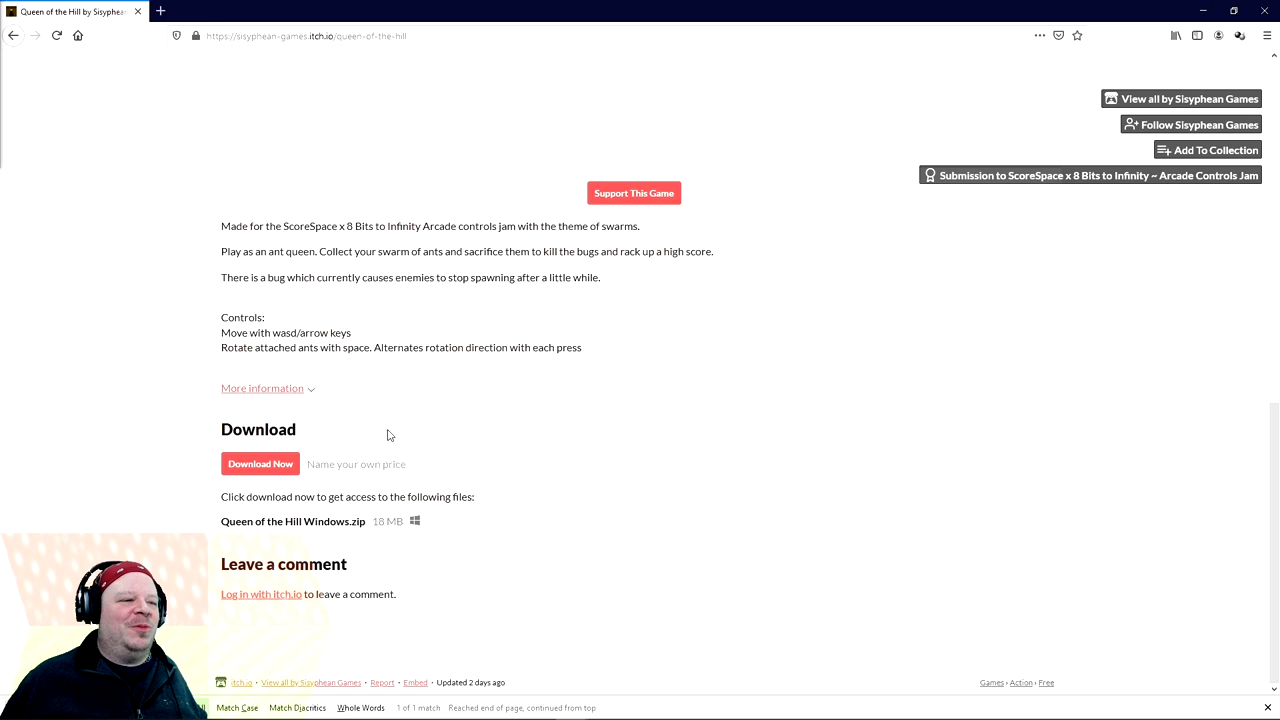 Queen of the Hill by Sisyphea
https://sisyphean-games.itch.io/queen-of-the-hill
View all by Sisyphean Games
Follow Sisyphean Games
Add To Collection
Submission to ScoreSpace x 8 Bits to Infinity ~ Arcade Controls Jam
Support This Game
Made for the ScoreSpace x 8 Bits to Infinity Arcade controls jam with the theme of swarms.
Play as an ant queen. Collect your swarm of ants and sacrifice them to kill the bugs and rack up a high score.
There is a bug which currently causes enemies to stop spawning after a little while.
Controls:
Move with wasd/arrow keys
Rotate attached ants with space. Alternates rotation direction with each press
More information
Download
Download Now Name your own price
Click download now to get access to the following files:
Queen of the Hill Windows.zip 18 MB
Leave a comment
Log in with itch.io to leave a comment.
itch.io · View all by Sisyphean Games · Report · Embed · Updated 2 days ago
Games › Action › Free
Match Case Match Diacritics Whole Words 1 of 1 match Reached end of page, continued from top